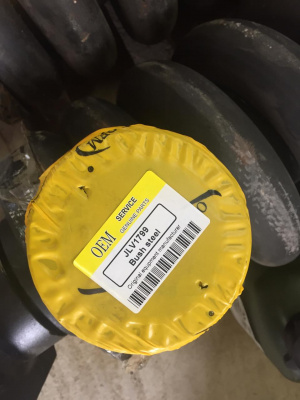 OEM
SERVICE
GENUINE PARTS
JLV1799
Bush steel
Original equipment manufacturer